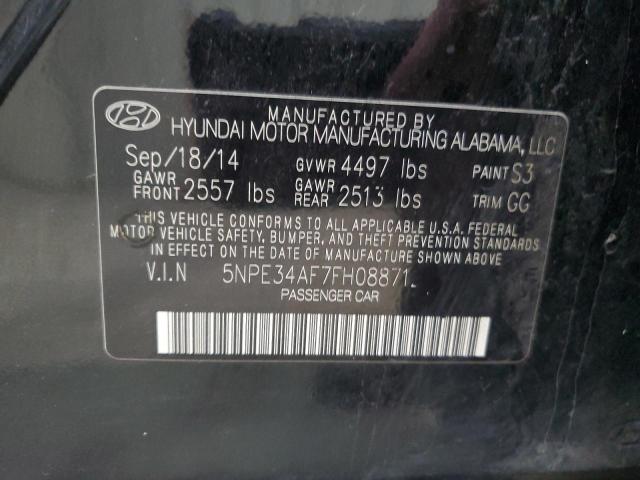 MANUFACTURED BY
HYUNDAI MOTOR MANUFACTURING ALABAMA, LLC
Sep/18/14 GVWR 4497 lbs PAINT S3
GAWR FRONT 2557 lbs GAWR REAR 2513 lbs TRIM GG
THIS VEHICLE CONFORMS TO ALL APPLICABLE U.S.A. FEDERAL
MOTOR VEHICLE SAFETY, BUMPER, AND THEFT PREVENTION STANDARDS
IN EFFECT ON THE DATE OF MANUFACTURE SHOWN ABOVE.
V.I.N
PASSENGER CAR